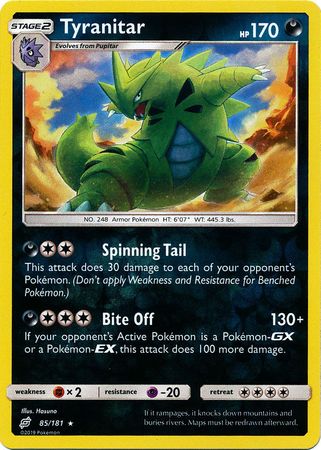 STAGE2 Tyranitar HP 170
Evolves from Pupitar
NO. 248 Armor Pokémon HT: 6'07" WT: 445.3 lbs.
Spinning Tail
This attack does 30 damage to each of your opponent's
Pokémon. (Don't apply Weakness and Resistance for Benched
Pokémon.)
Bite Off 130+
If your opponent's Active Pokémon is a Pokémon-GX
or a Pokémon-EX, this attack does 100 more damage.
weakness ×2 resistance -20 retreat
Illus. Hasuno
85/181 ★
©2019 Pokémon
If it rampages, it knocks down mountains and
buries rivers. Maps must be redrawn afterward.